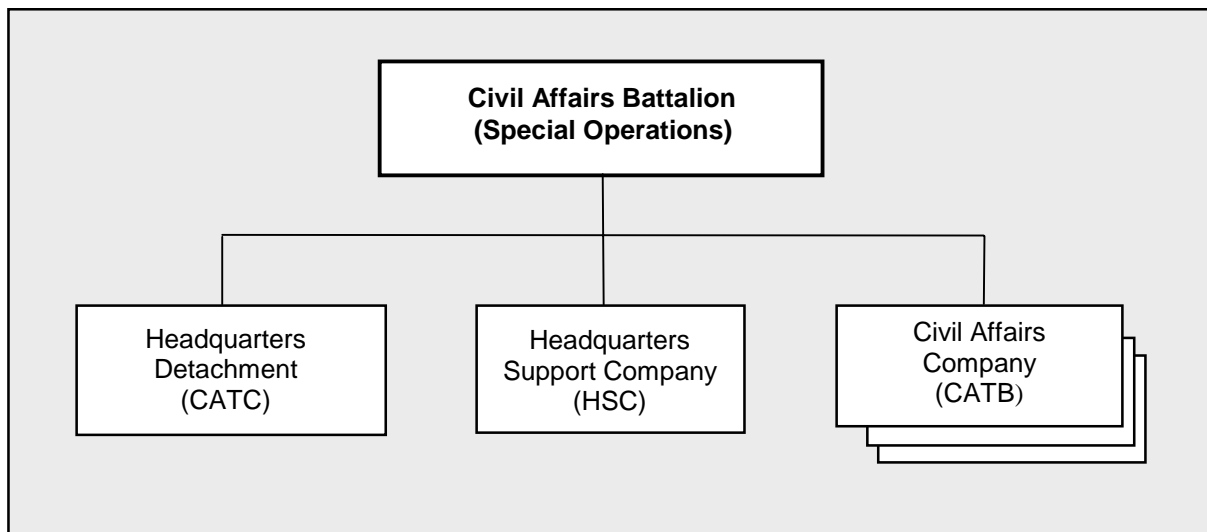 Civil Affairs Battalion
(Special Operations)
Headquarters
Detachment
(CATC)
Headquarters
Support Company
(HSC)
Civil Affairs
Company
(CATB)